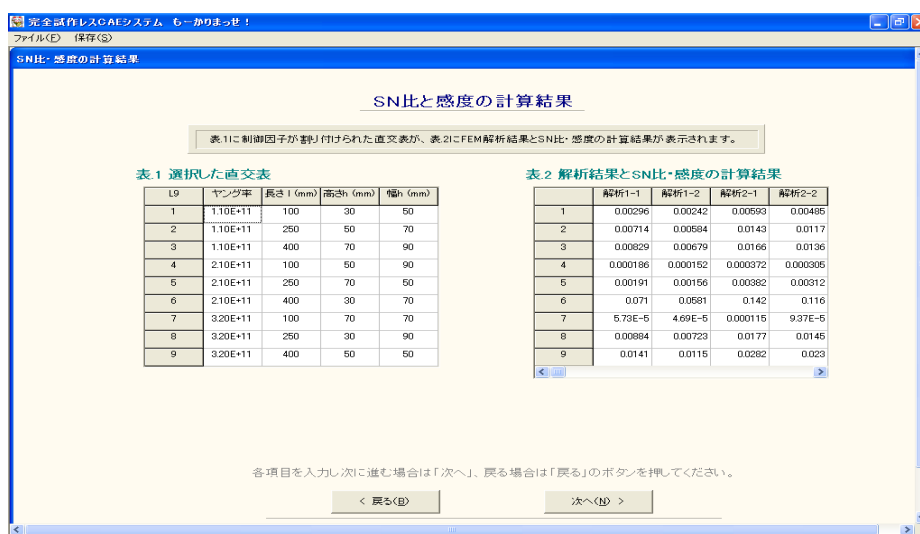 完全試作レスCAEシステム もーかりまっせ!
ファイル(F) 保存(S)
SN比・感度の計算結果
SN比と感度の計算結果
表.1に制御因子が割り付けられた直交表が、表.2にFEM解析結果とSN比・感度の計算結果が表示されます。
表.1 選択した直交表
L9 ヤング率 長さl (mm) 高さh (mm) 幅h (mm)
1 1.10E+11 100 30 50
2 1.10E+11 250 50 70
3 1.10E+11 400 70 90
4 2.10E+11 100 50 90
5 2.10E+11 250 70 50
6 2.10E+11 400 30 70
7 3.20E+11 100 70 70
8 3.20E+11 250 30 90
9 3.20E+11 400 50 50
表.2 解析結果とSN比・感度の計算結果
解析1-1 解析1-2 解析2-1 解析2-2
1 0.00296 0.00242 0.00593 0.00485
2 0.00714 0.00584 0.0143 0.0117
3 0.00829 0.00679 0.0166 0.0136
4 0.000186 0.000152 0.000372 0.000305
5 0.00191 0.00156 0.00382 0.00312
6 0.071 0.0581 0.142 0.116
7 5.73E-5 4.69E-5 0.000115 9.37E-5
8 0.00884 0.00723 0.0177 0.0145
9 0.0141 0.0115 0.0282 0.023
各項目を入力し次に進む場合は「次へ」、戻る場合は「戻る」のボタンを押してください。
< 戻る(B) 次へ(N) >